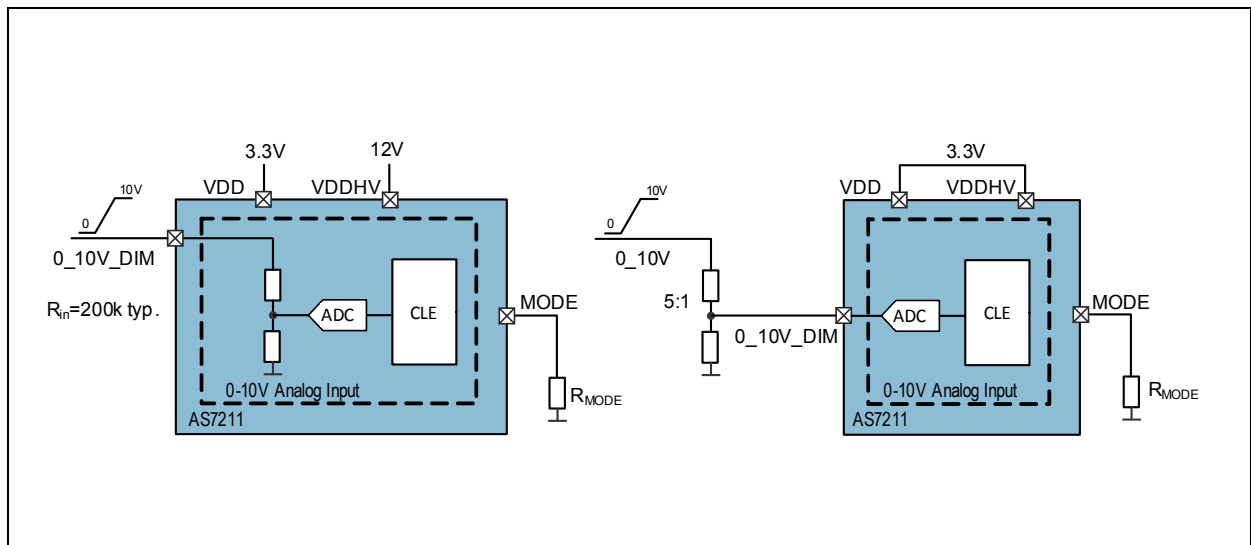 3.3V
12V
VDD
VDDHV
10V
0
0_10V_DIM
Rin=200k typ.
ADC
CLE
MODE
0-10V Analog Input
RMODE
AS7211
3.3V
VDD
VDDHV
10V
0
0_10V
5:1
0_10V_DIM
ADC
CLE
MODE
0-10V Analog Input
RMODE
AS7211